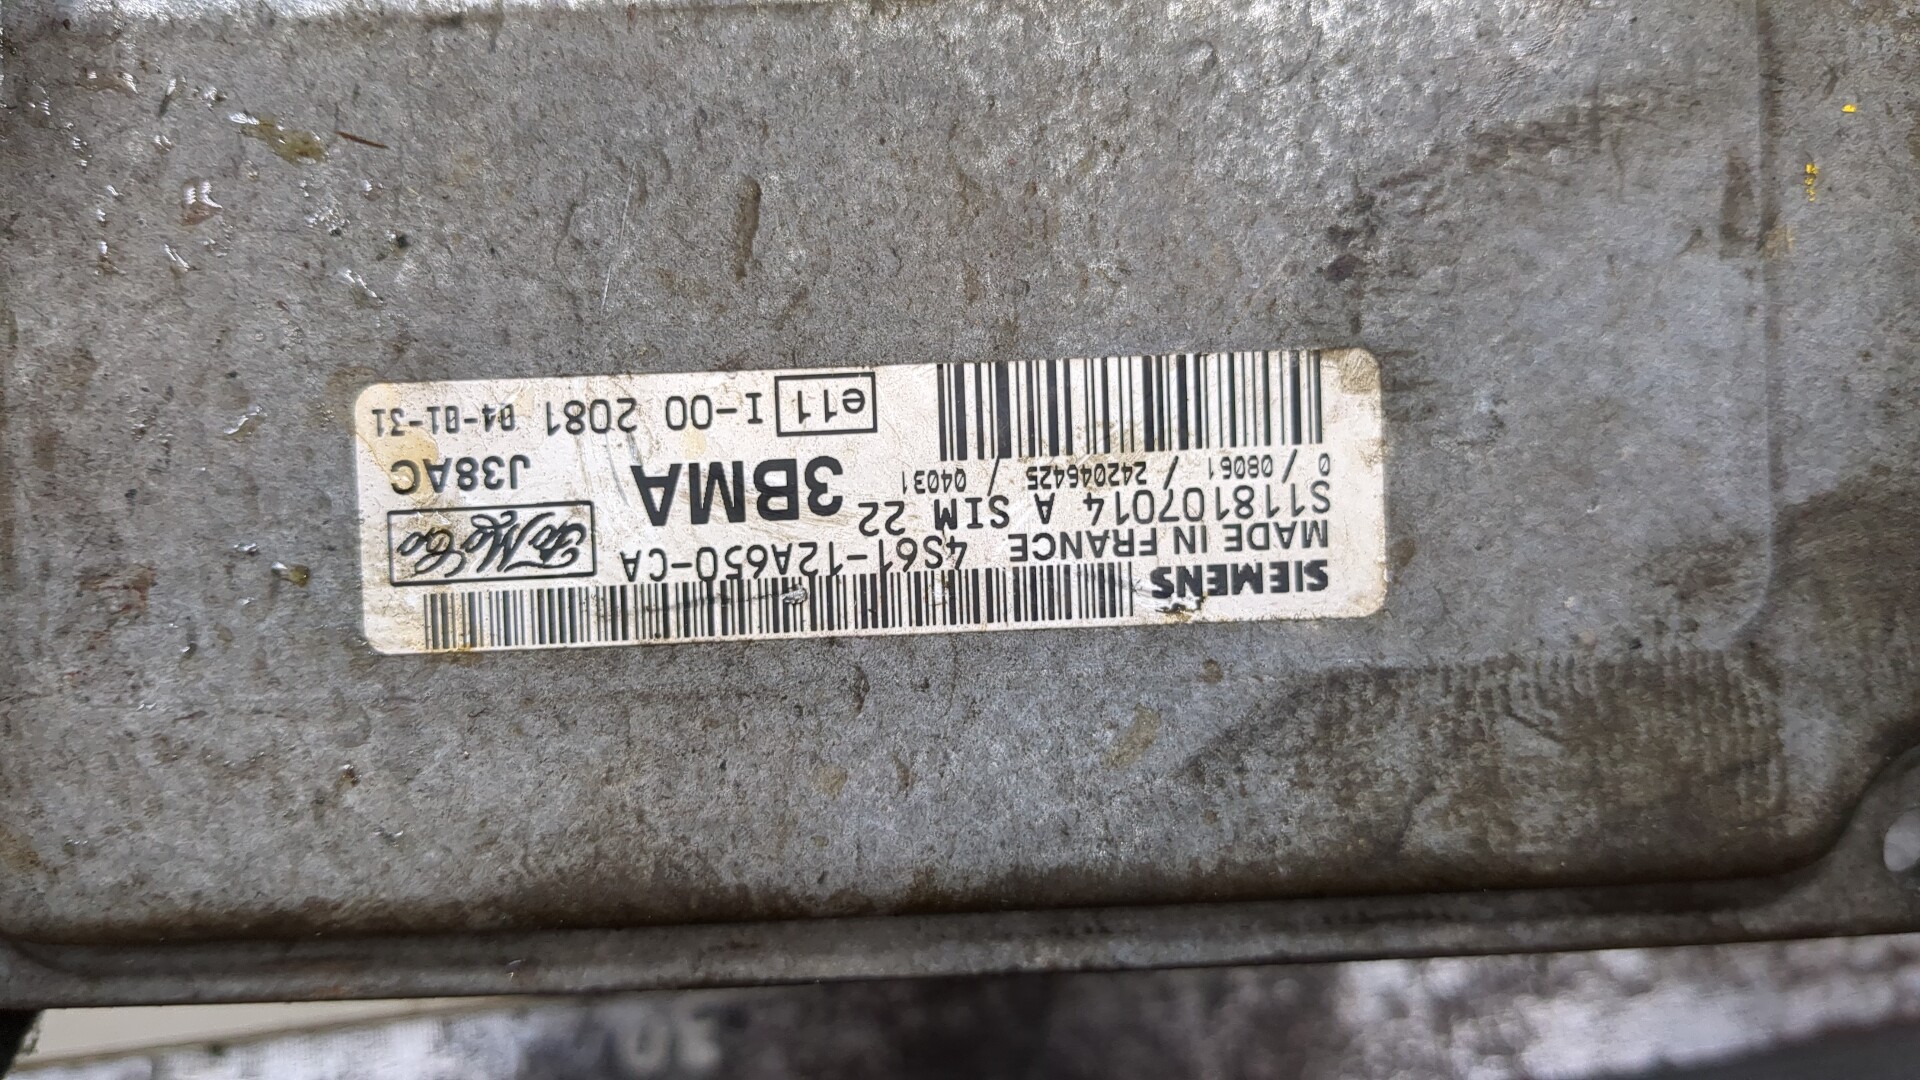 SIEMENS
MADE IN FRANCE 4S61-12A650-CA
FoMoCo
S118107014 A SIM 22 3BMA
0 / 08061 / 242046425 / 04031
J38AC
e11 I-00 2081 04-01-31